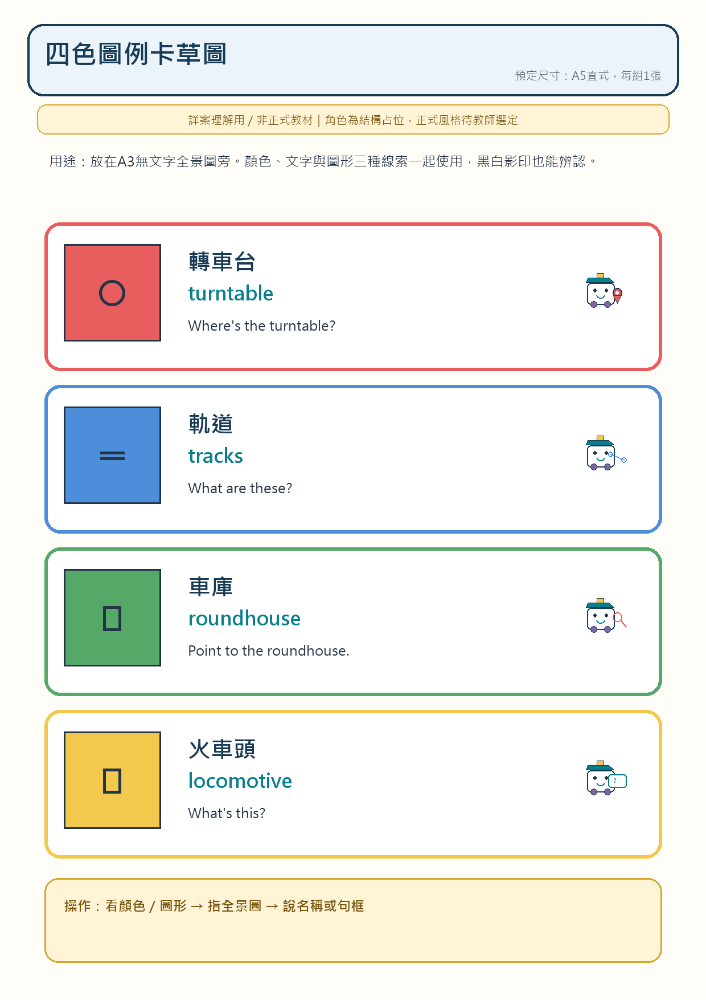 四色圖例卡草圖
預定尺寸：A5直式，每組1張
詳案理解用 / 非正式教材｜角色為結構占位，正式風格待教師選定
用途：放在A3無文字全景圖旁。顏色、文字與圖形三種線索一起使用，黑白影印也能辨認。
轉車台
turntable
Where's the turntable?
軌道
tracks
What are these?
車庫
roundhouse
Point to the roundhouse.
火車頭
locomotive
?
What's this?
操作：看顏色 / 圖形 → 指全景圖 → 說名稱或句框